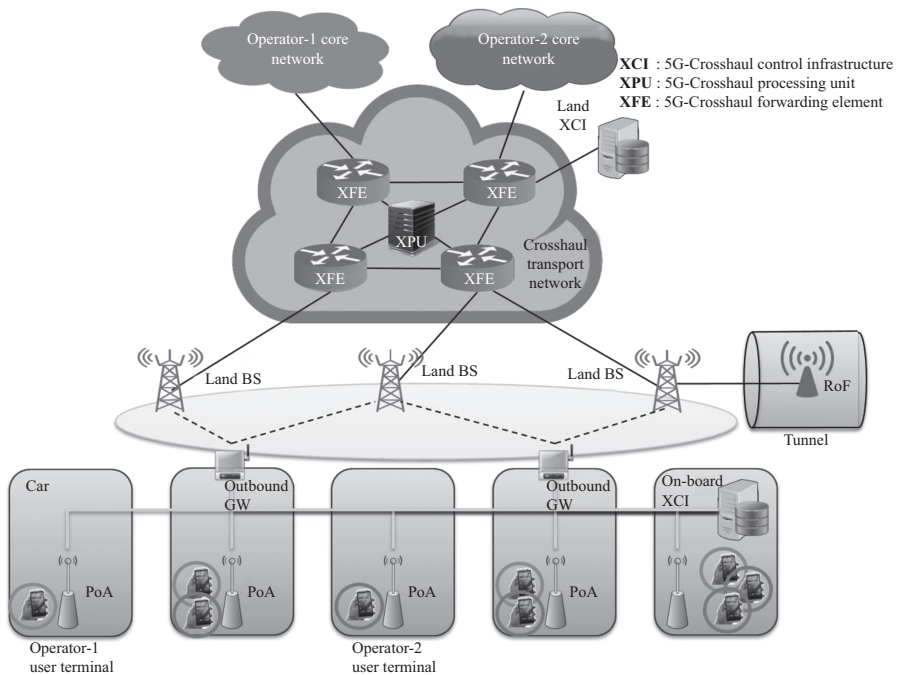 Operator-1 core
network
Operator-2 core
network
XCI : 5G-Crosshaul control infrastructure
XPU : 5G-Crosshaul processing unit
XFE : 5G-Crosshaul forwarding element
Land
XCI
XFE
XFE
XPU
XFE
XFE
Crosshaul
transport
network
Land BS
Land BS
Land BS
RoF
Tunnel
Car
Outbound
GW
Outbound
GW
On-board
XCI
PoA
PoA
PoA
PoA
Operator-1
user terminal
Operator-2
user terminal